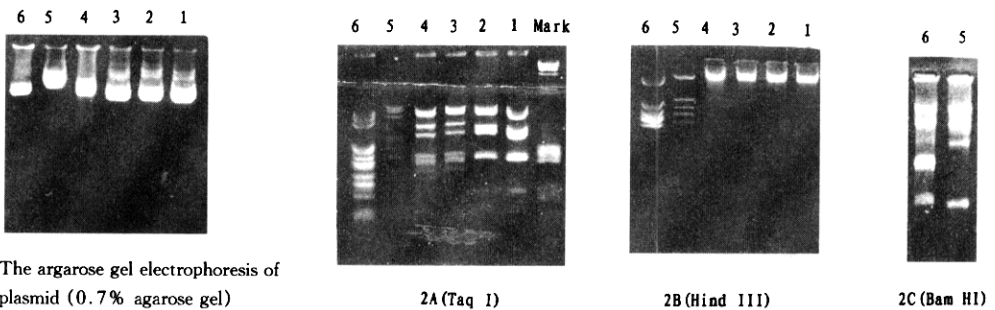 6 5 4 3 2 1
The argarose gel electrophoresis of
plasmid (0.7% agarose gel)
6 5 4 3 2 1 Mark
2A(Taq I)
6 5 4 3 2 1
2B(Hind III)
6 5
2C(Bam HI)